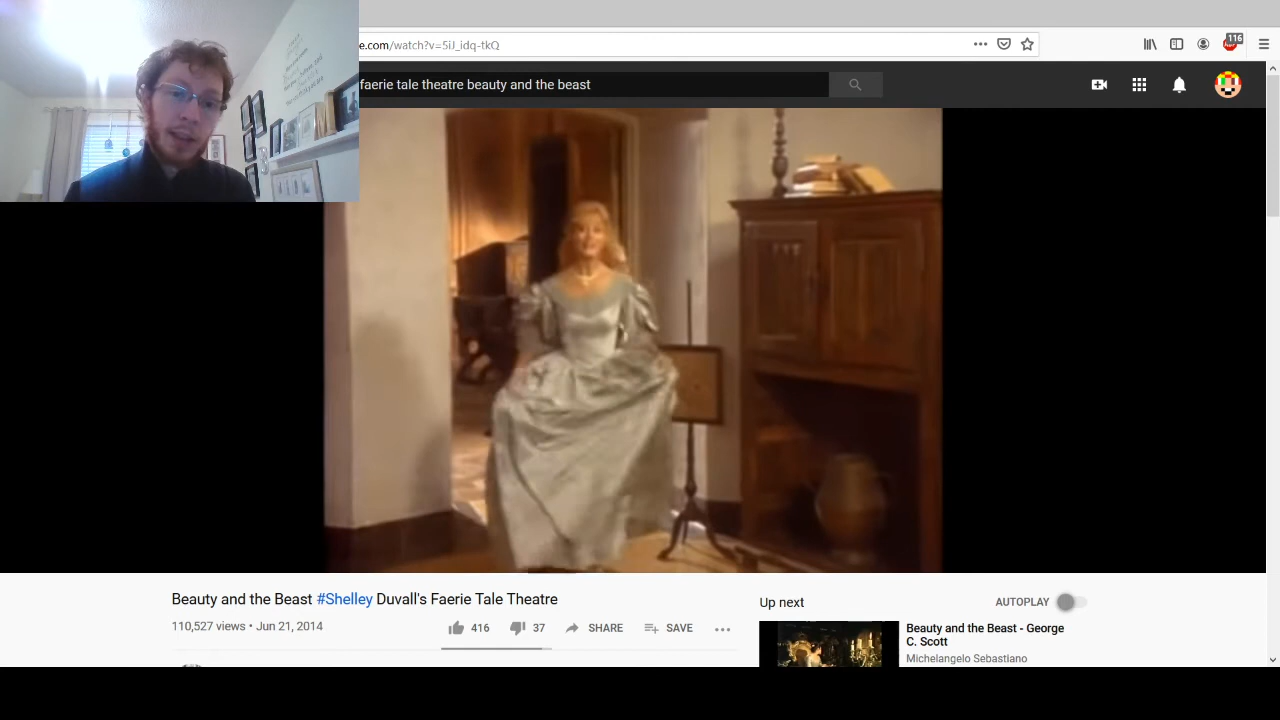 e.com/watch?v=5iJ_idq-tkQ
116
faerie tale theatre beauty and the beast
Beauty and the Beast #Shelley Duvall's Faerie Tale Theatre
110,527 views • Jun 21, 2014
416
37
SHARE
SAVE
Up next
AUTOPLAY
Beauty and the Beast - George
C. Scott
Michelangelo Sebastiano